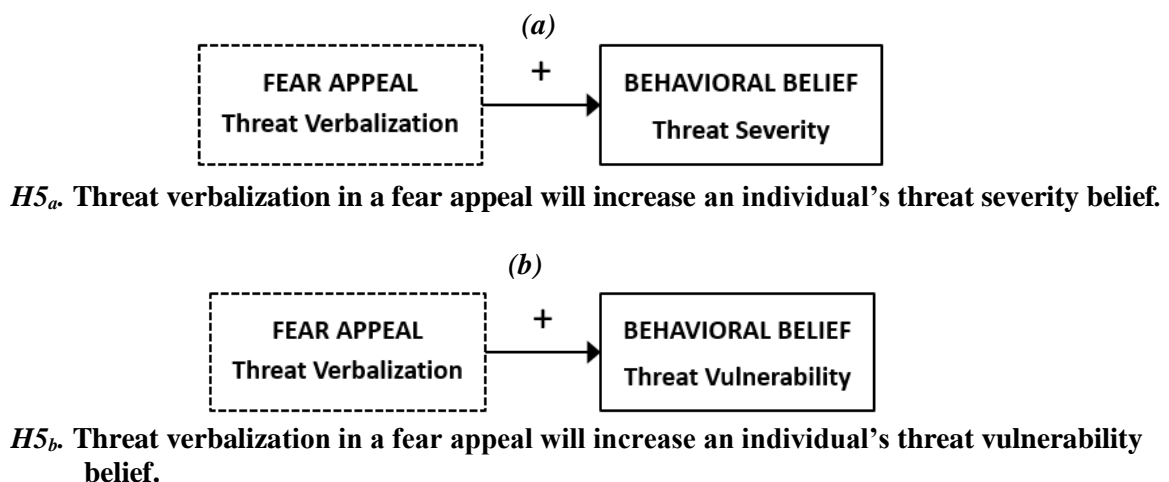 (a)
+
FEAR APPEAL
Threat Verbalization
BEHAVIORAL BELIEF
Threat Severity
H5a. Threat verbalization in a fear appeal will increase an individual's threat severity belief.
(b)
+
FEAR APPEAL
Threat Verbalization
BEHAVIORAL BELIEF
Threat Vulnerability
H5b. Threat verbalization in a fear appeal will increase an individual's threat vulnerability
belief.